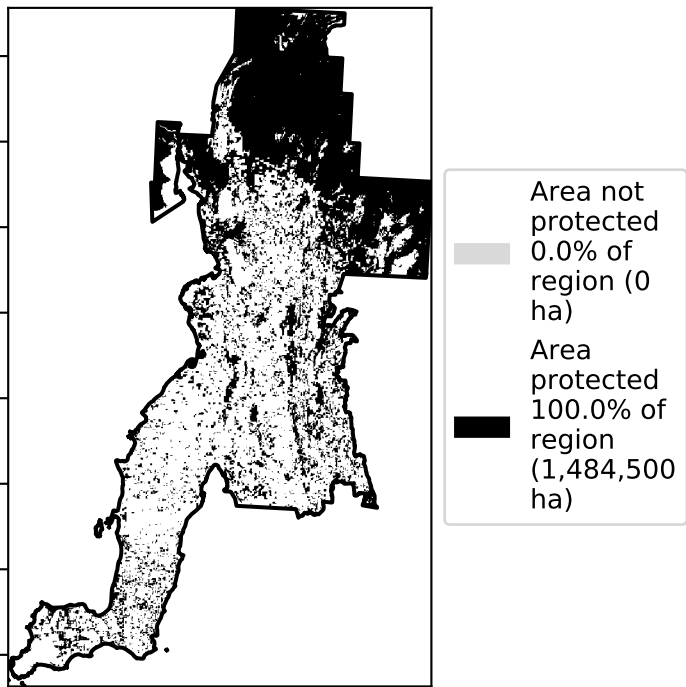 Area not
protected
0.0% of
region (0
ha)
Area
protected
100.0% of
region
(1,484,500
ha)